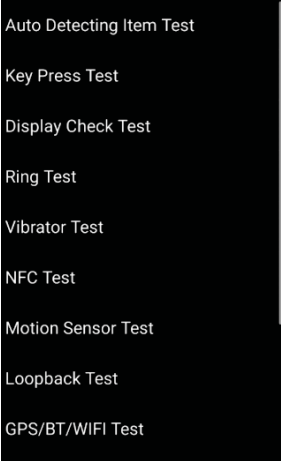 Auto Detecting Item Test
Key Press Test
Display Check Test
Ring Test
Vibrator Test
NFC Test
Motion Sensor Test
Loopback Test
GPS/BT/WIFI Test